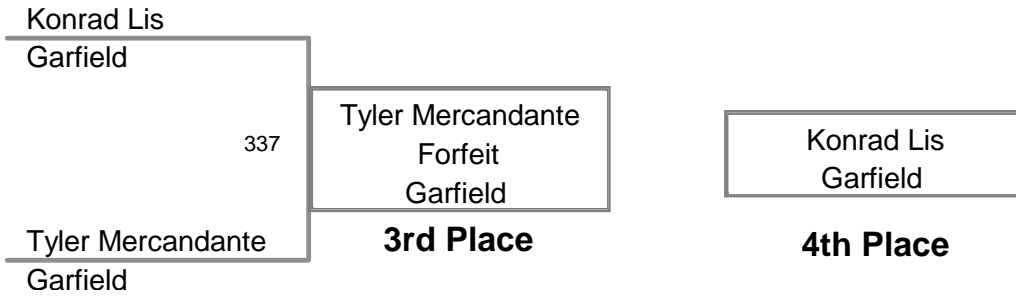 Konrad Lis
Garfield
337
Tyler Mercandante
Forfeit
Garfield
3rd Place
Tyler Mercandante
Garfield
Konrad Lis
Garfield
4th Place